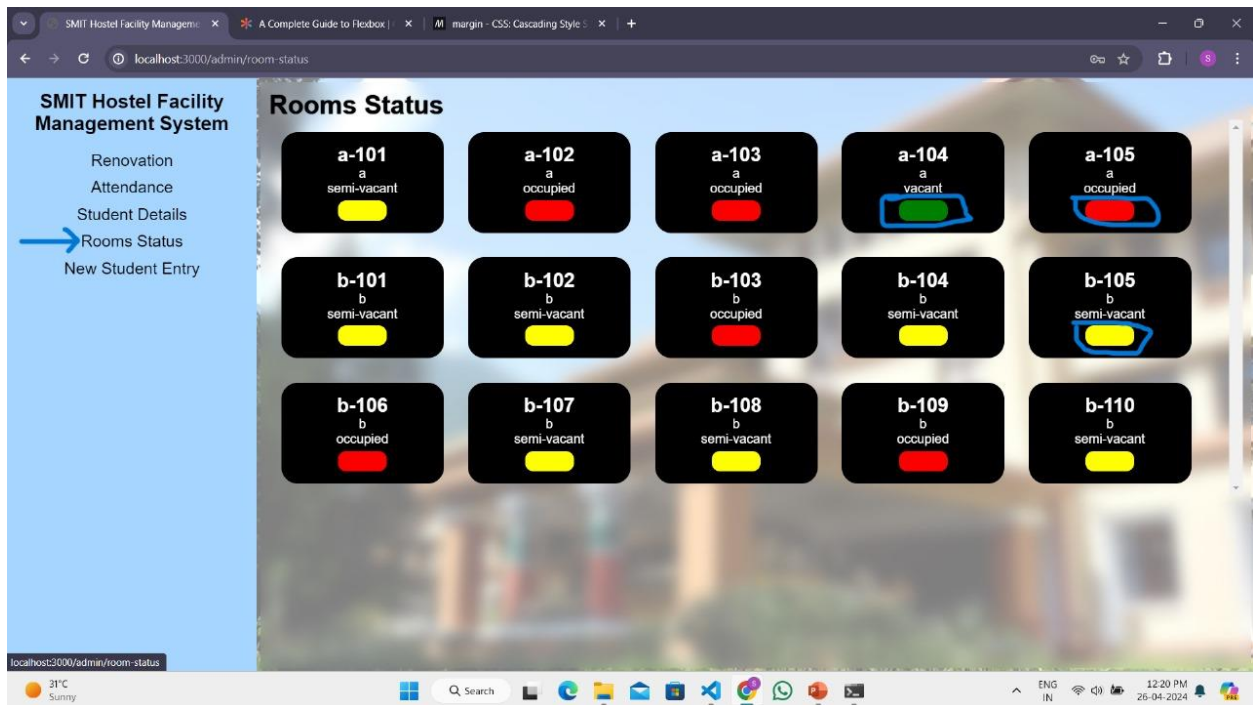 SMIT Hostel Facility Manageme
A Complete Guide to Flexbox |
margin - CSS: Cascading Style S
localhost:3000/admin/room-status
S
SMIT Hostel Facility
Management System
Renovation
Attendance
Student Details
Rooms Status
New Student Entry
Rooms Status
a-101
a
semi-vacant
a-102
a
occupied
a-103
a
occupied
a-104
a
vacant
a-105
a
occupied
b-101
b
semi-vacant
b-102
b
semi-vacant
b-103
b
occupied
b-104
b
semi-vacant
b-105
b
semi-vacant
b-106
b
occupied
b-107
b
semi-vacant
b-108
b
semi-vacant
b-109
b
occupied
b-110
b
semi-vacant
localhost:3000/admin/room-status
31°C
Sunny
Search
ENG
IN
12:20 PM
26-04-2024